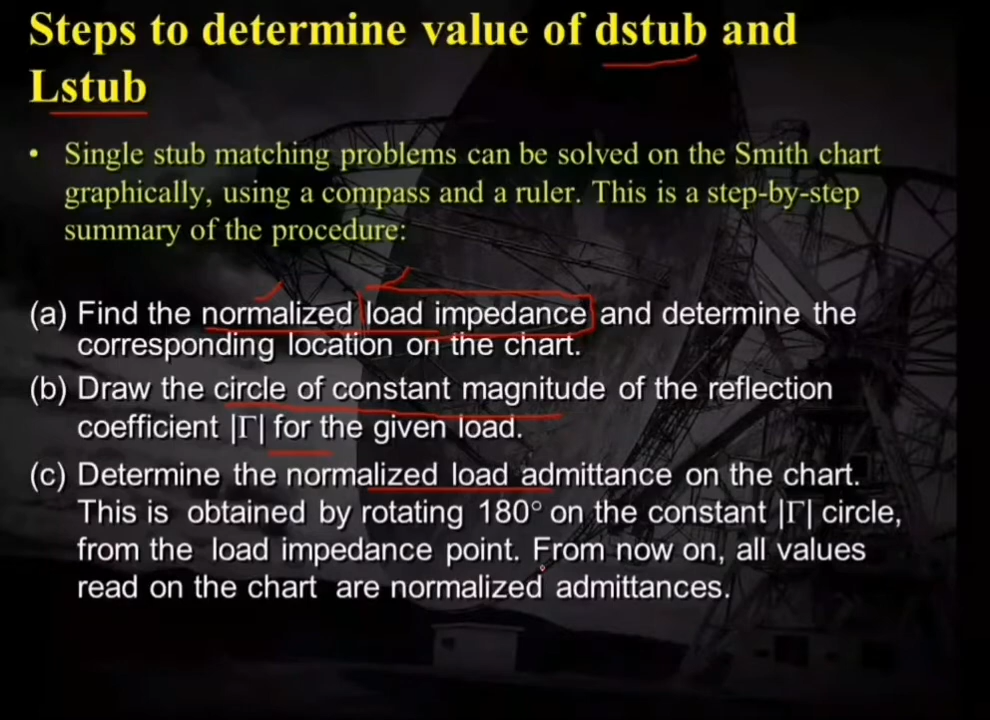 Steps to determine value of dstub and
Lstub
• Single stub matching problems can be solved on the Smith chart
graphically, using a compass and a ruler. This is a step-by-step
summary of the procedure:
(a) Find the normalized load impedance and determine the
corresponding location on the chart.
(b) Draw the circle of constant magnitude of the reflection
coefficient |Γ| for the given load.
(c) Determine the normalized load admittance on the chart.
This is obtained by rotating 180° on the constant |Γ| circle,
from the load impedance point. From now on, all values
read on the chart are normalized admittances.